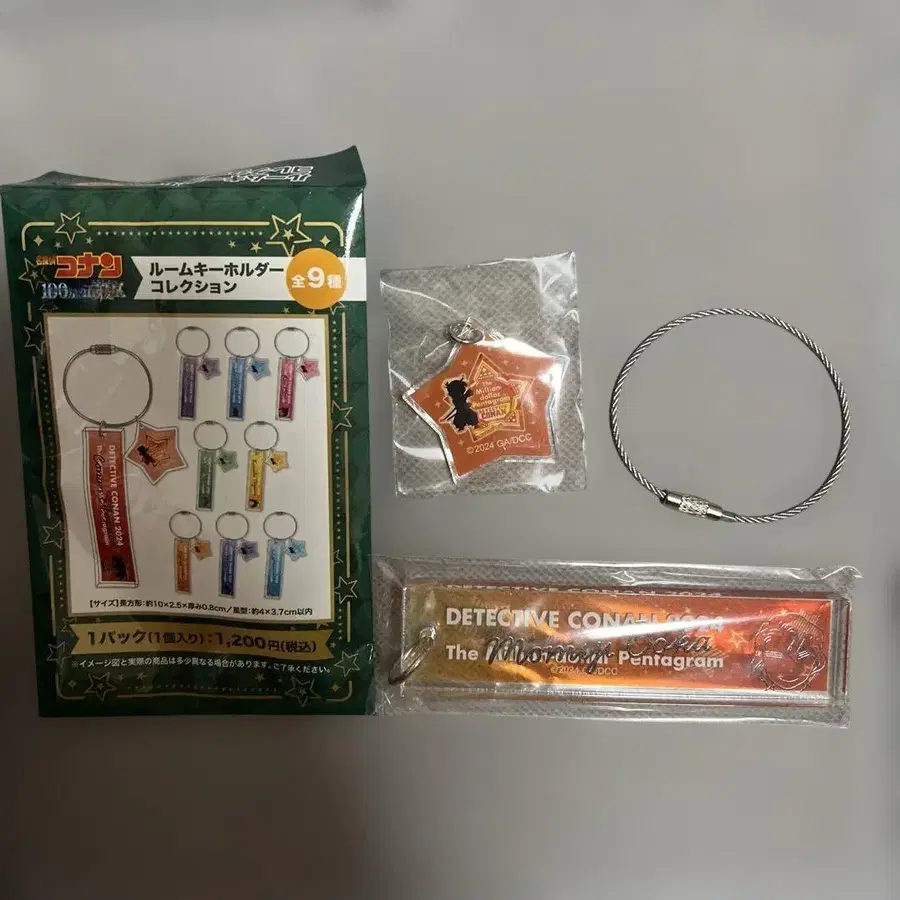 名探偵コナン
100万ドルの五稜星
ルームキーホルダー
コレクション
全9種
DETECTIVE CONAN 2024
【サイズ】長方形:約10×2.5×厚み0.8cm/星型:約4×3.7cm以内
1パック(1個入り):1,200円(税込)
※イメージ図と実際の商品は多少異なる場合があります。ご了承ください。
The
Million-
dollar
Pentagram
CONAN
©2024 GA/DCC
DETECTIVE CONAN 2024
Momiji Ooka
The Million-dollar Pentagram
©2024 GA/DCC